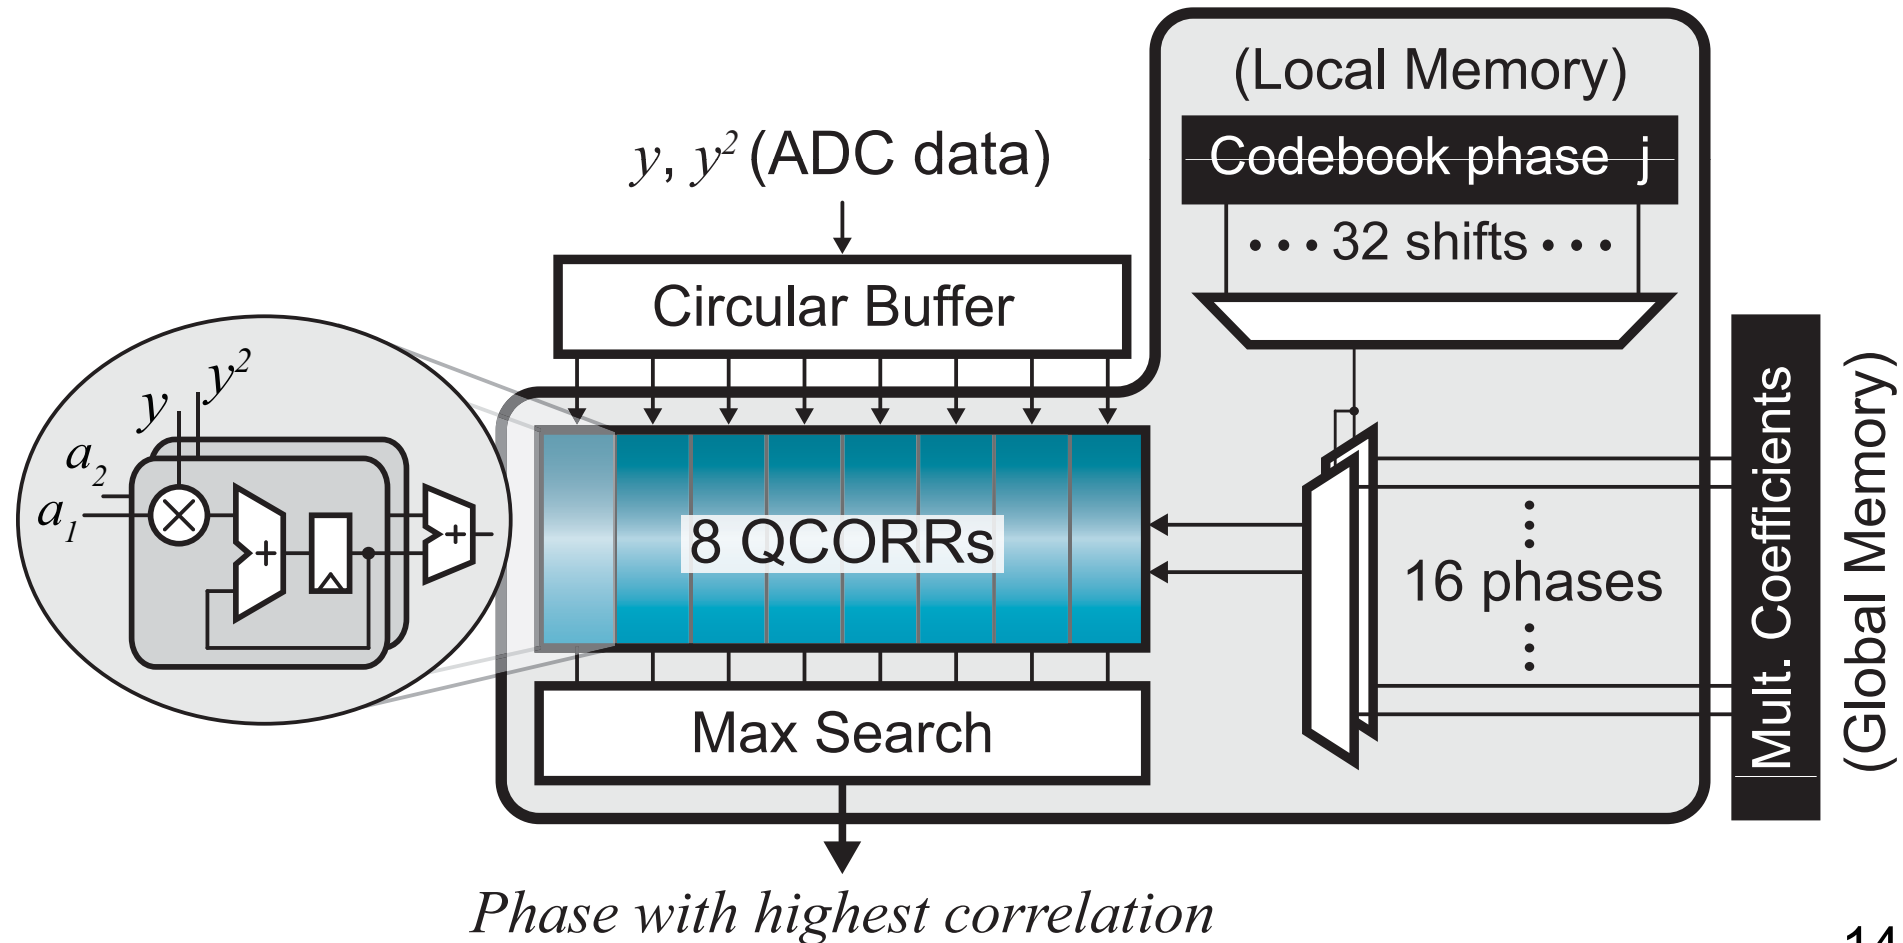 (Local Memory)
Codebook phase j
y, y² (ADC data)
• • • 32 shifts • • •
Circular Buffer
y
y²
a₂
a₁
+
+
8 QCORRs
16 phases
Mult. Coefficients
(Global Memory)
Max Search
Phase with highest correlation